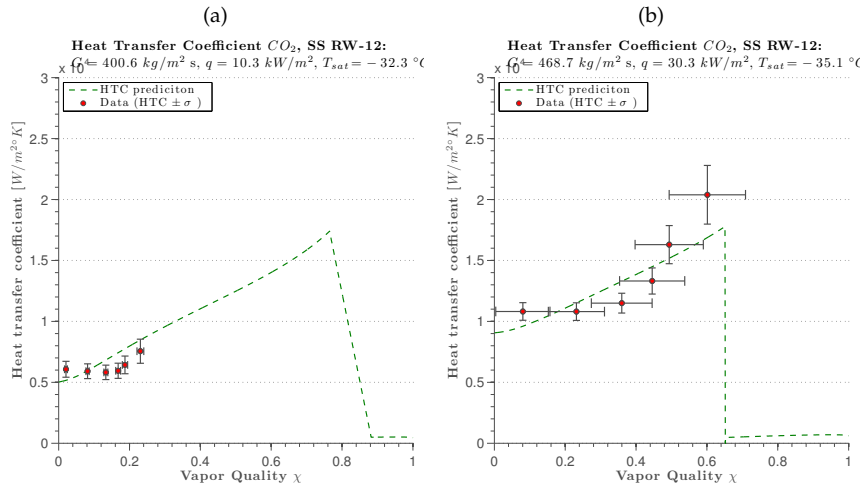 (a)
Heat Transfer Coefficient CO₂, SS RW-12:
G = 400.6 kg/m² s, q = 10.3 kW/m², T_sat = − 32.3 °C
x 10⁴
HTC prediciton
Data (HTC ± σ )
Heat transfer coefficient [W/m²°K]
3
2.5
2
1.5
1
0.5
0
0 0.2 0.4 0.6 0.8 1
Vapor Quality χ
(b)
Heat Transfer Coefficient CO₂, SS RW-12:
G = 468.7 kg/m² s, q = 30.3 kW/m², T_sat = − 35.1 °C
x 10⁴
HTC prediciton
Data (HTC ± σ )
Heat transfer coefficient [W/m²°K]
3
2.5
2
1.5
1
0.5
0
0 0.2 0.4 0.6 0.8 1
Vapor Quality χ